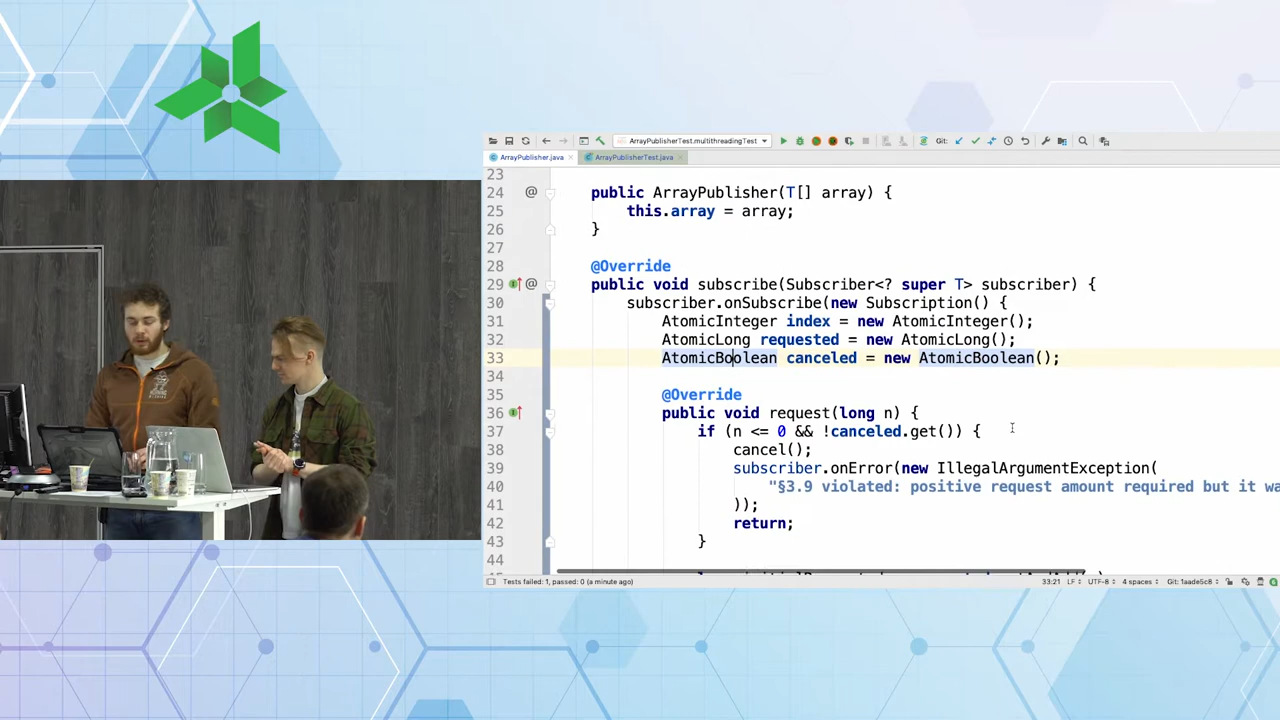 ArrayPublisherTest.multithreadingTest
Git:
ArrayPublisher.java
ArrayPublisherTest.java
23
24 public ArrayPublisher(T[] array) {
25 this.array = array;
26 }
27
28 @Override
29 public void subscribe(Subscriber<? super T> subscriber) {
30 subscriber.onSubscribe(new Subscription() {
31 AtomicInteger index = new AtomicInteger();
32 AtomicLong requested = new AtomicLong();
33 AtomicBoolean canceled = new AtomicBoolean();
34
35 @Override
36 public void request(long n) {
37 if (n <= 0 && !canceled.get()) {
38 cancel();
39 subscriber.onError(new IllegalArgumentException(
40 "§3.9 violated: positive request amount required but it wa
41 ));
42 return;
43 }
44
Tests failed: 1, passed: 0 (a minute ago)
33:21 LF UTF-8 4 spaces Git: 1aade5c8